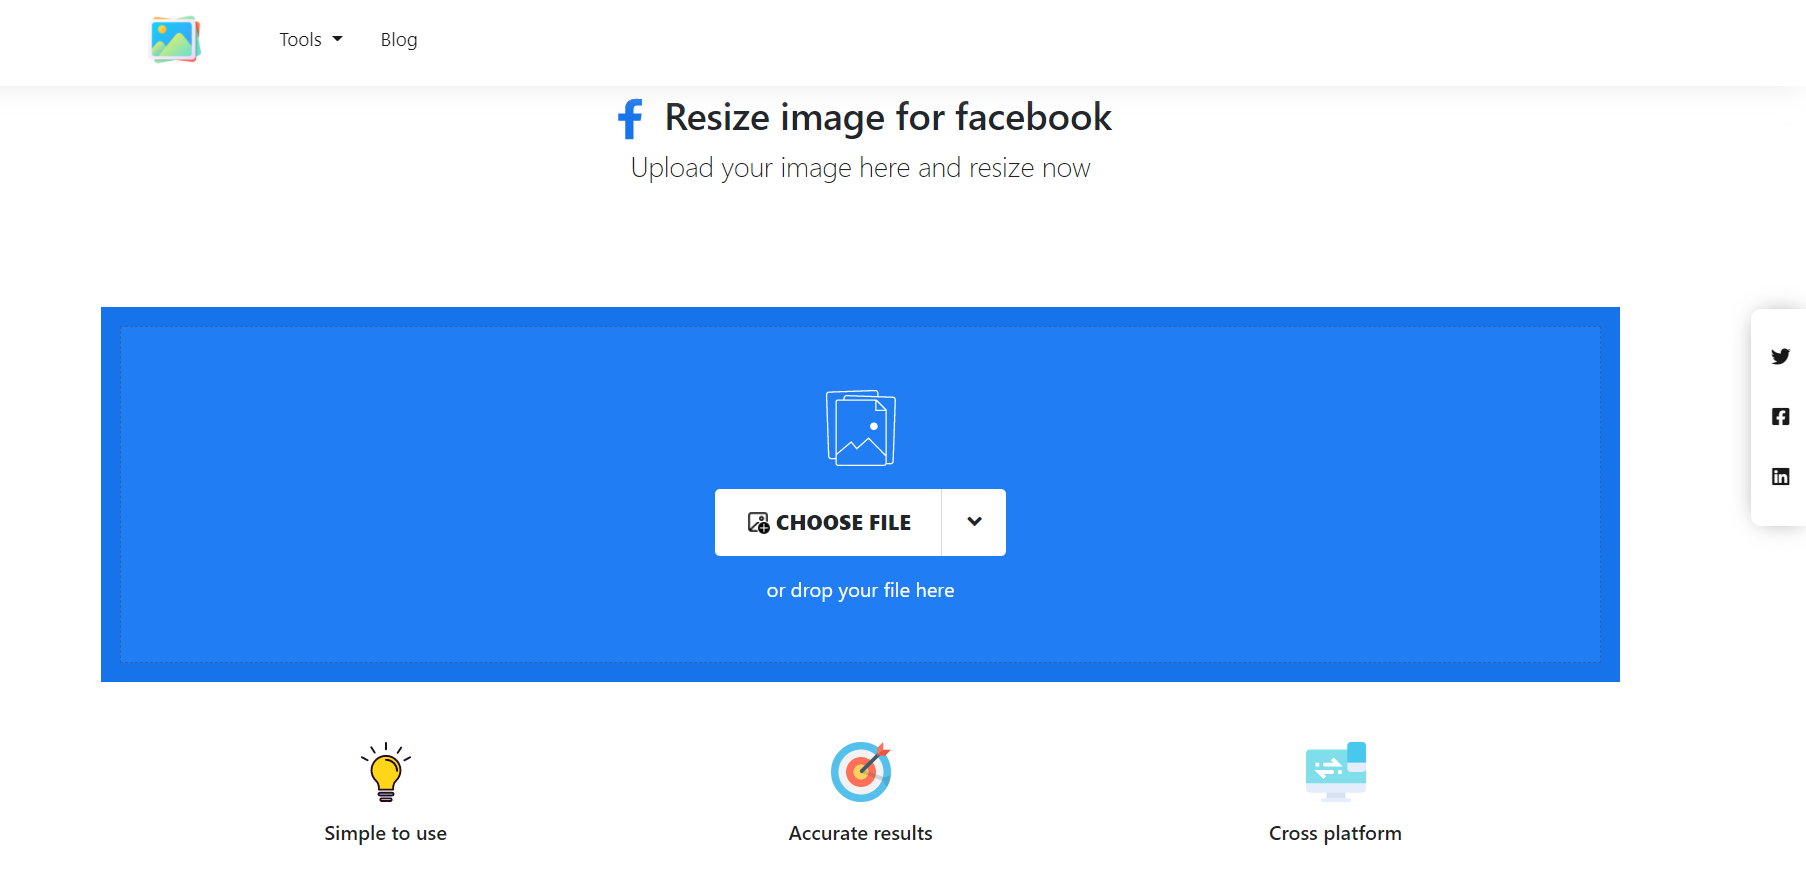 Tools
Blog
Resize image for facebook
Upload your image here and resize now
CHOOSE FILE
or drop your file here
Simple to use
Accurate results
Cross platform